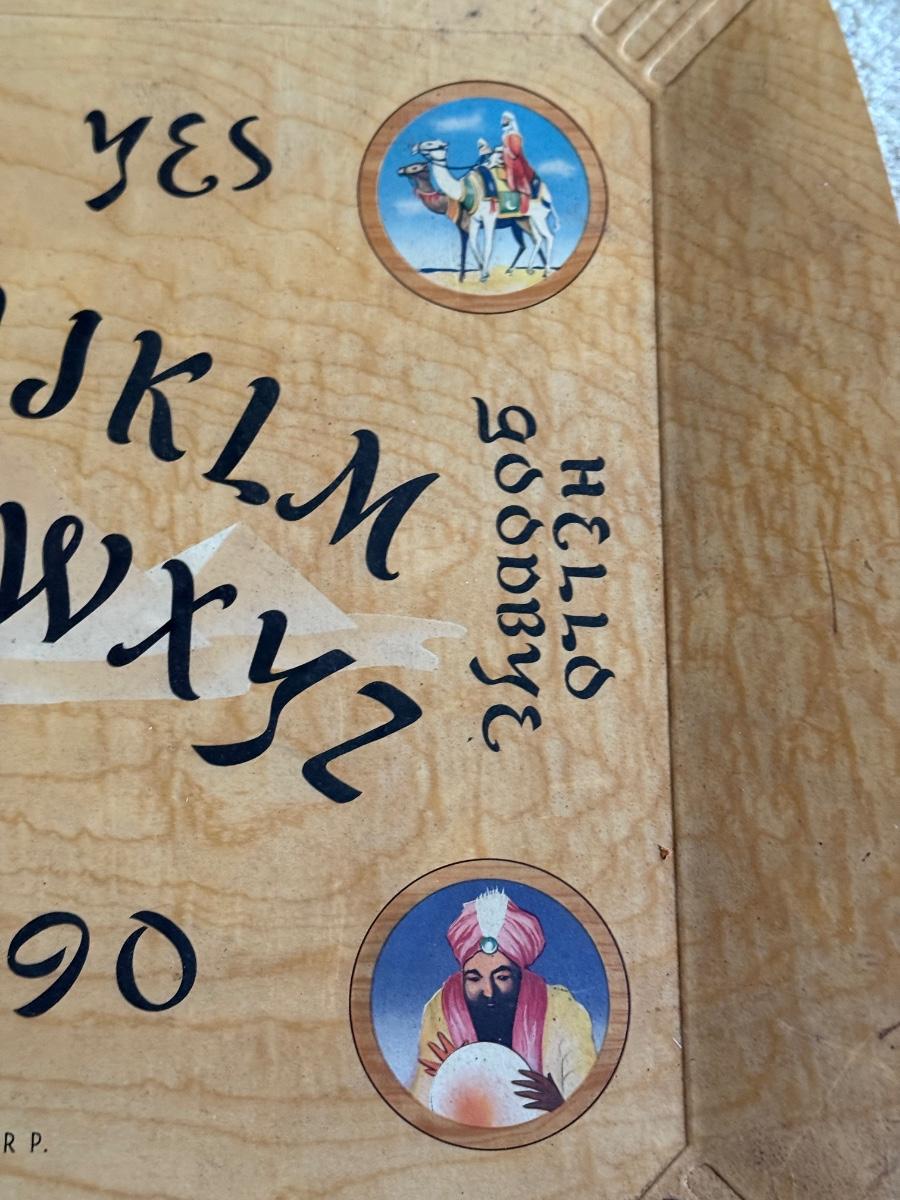 YES
JKLM
WXYZ
HELLO
GOODBYE
90
RP.